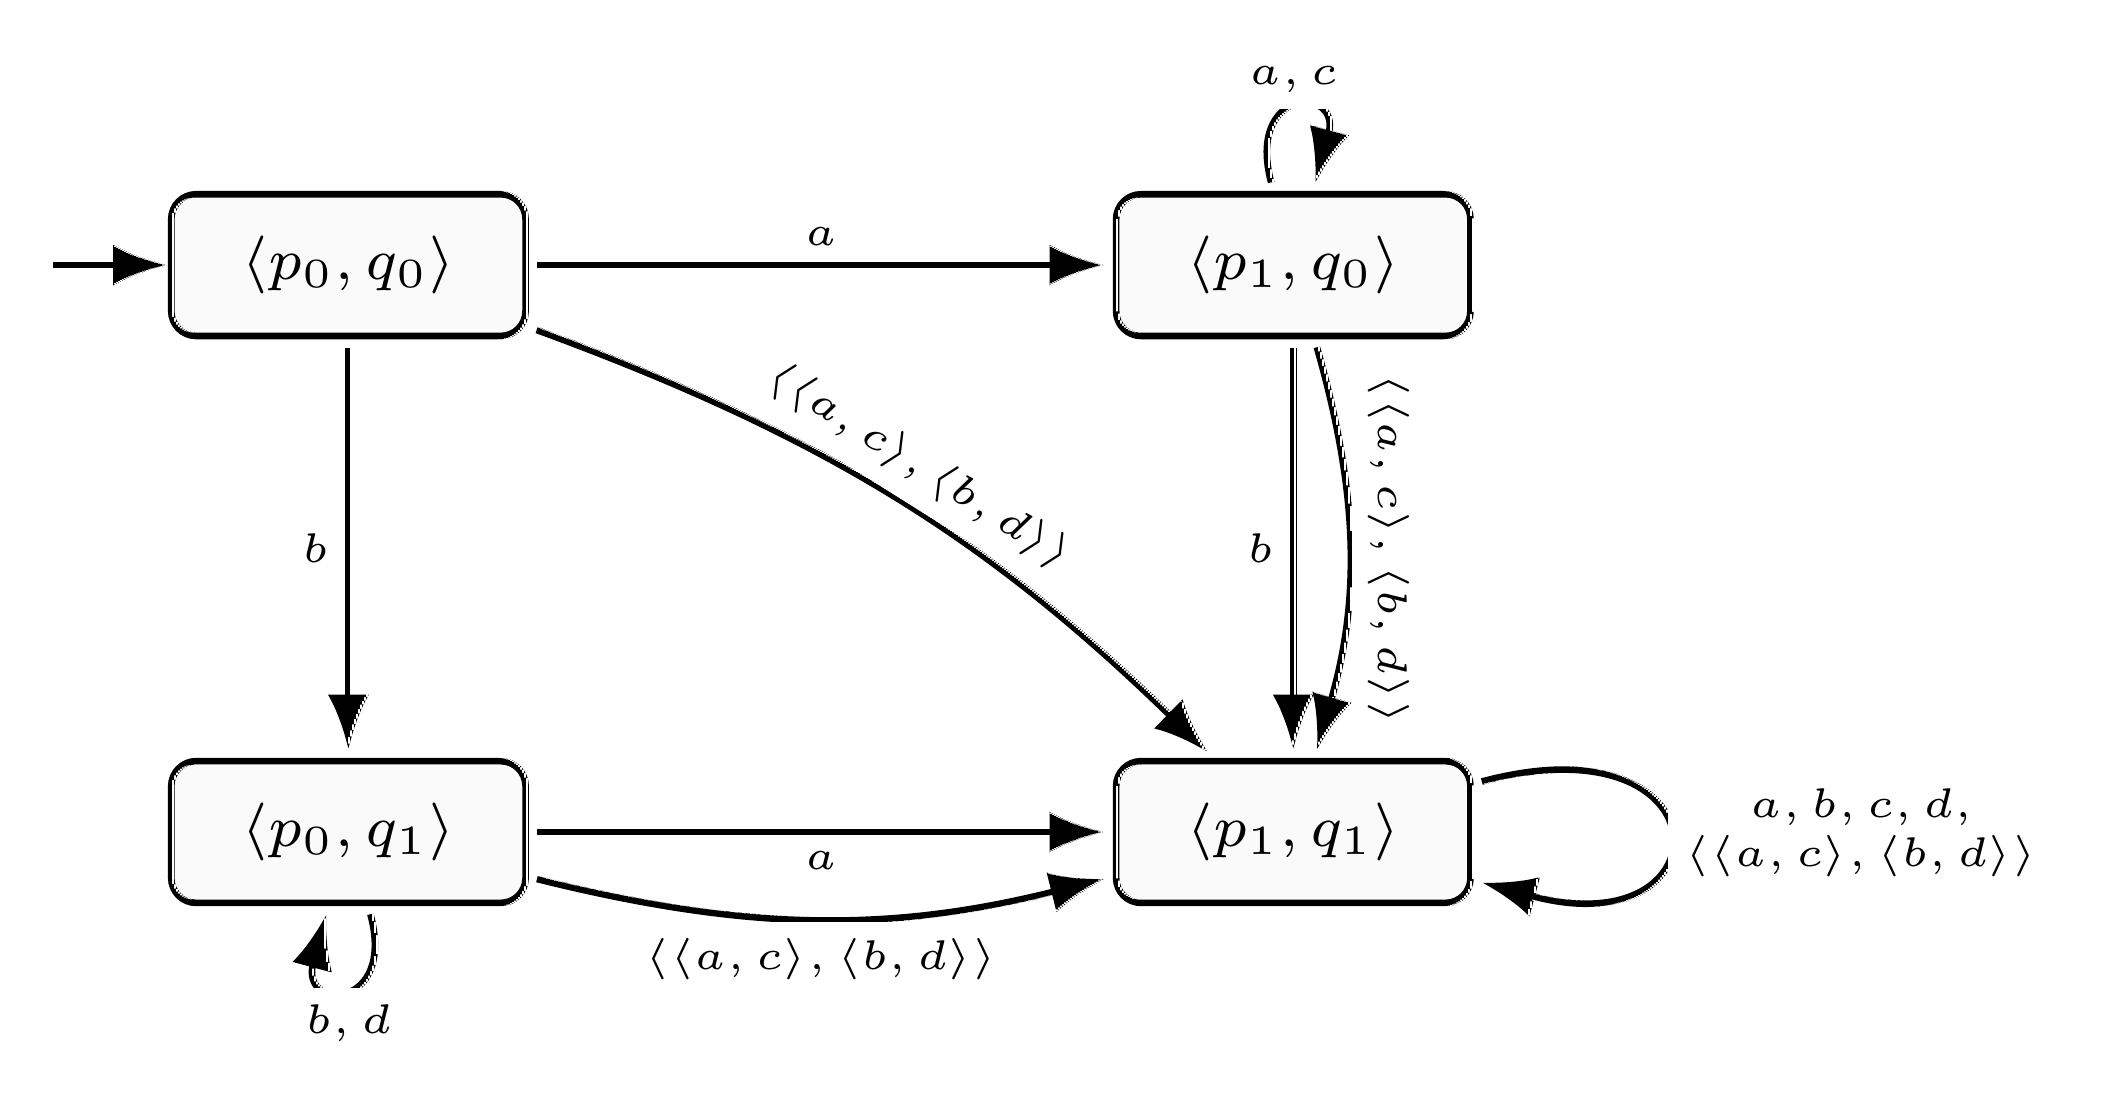 a, c
⟨p₀, q₀⟩
a
⟨p₁, q₀⟩
⟨⟨a, c⟩, ⟨b, d⟩⟩
b
b
⟨⟨a, c⟩, ⟨b, d⟩⟩
⟨p₀, q₁⟩
a
⟨p₁, q₁⟩
a, b, c, d,
⟨⟨a, c⟩, ⟨b, d⟩⟩
⟨⟨a, c⟩, ⟨b, d⟩⟩
b, d